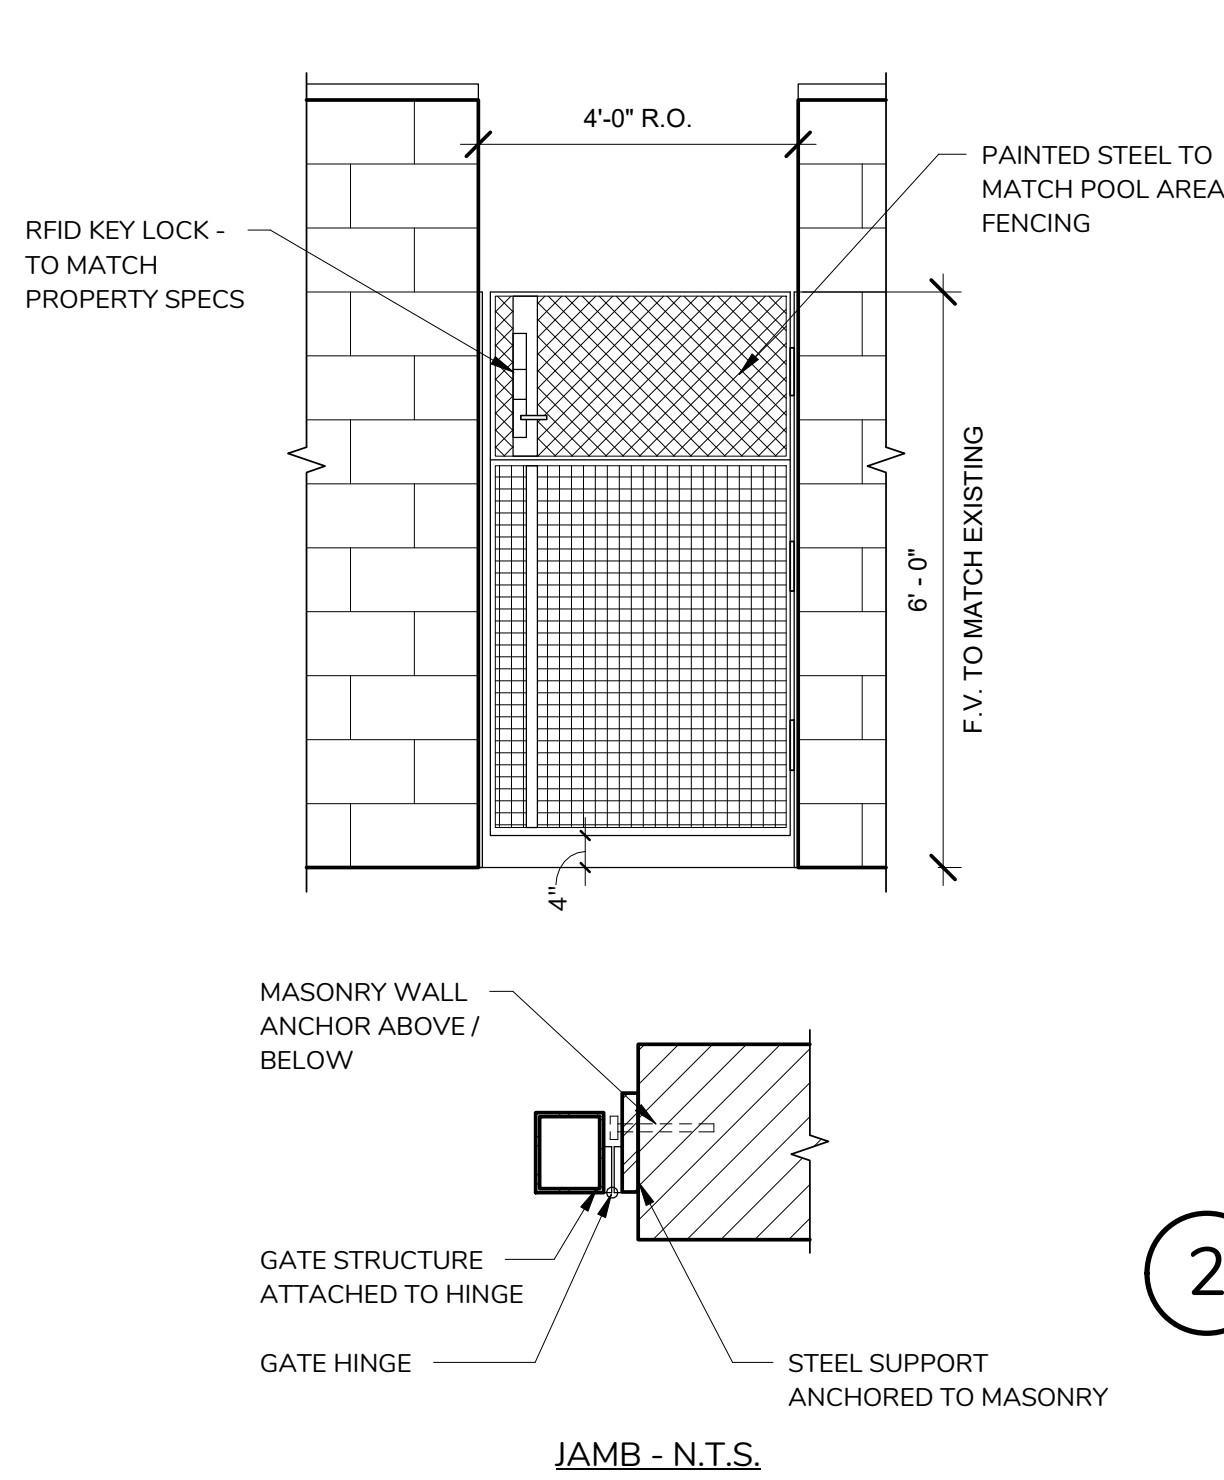 4'-0" R.O.
PAINTED STEEL TO
MATCH POOL AREA
FENCING
RFID KEY LOCK -
TO MATCH
PROPERTY SPECS
6' - 0"
F.V. TO MATCH EXISTING
4"
MASONRY WALL
ANCHOR ABOVE /
BELOW
GATE STRUCTURE
ATTACHED TO HINGE
GATE HINGE
STEEL SUPPORT
ANCHORED TO MASONRY
2
JAMB - N.T.S.